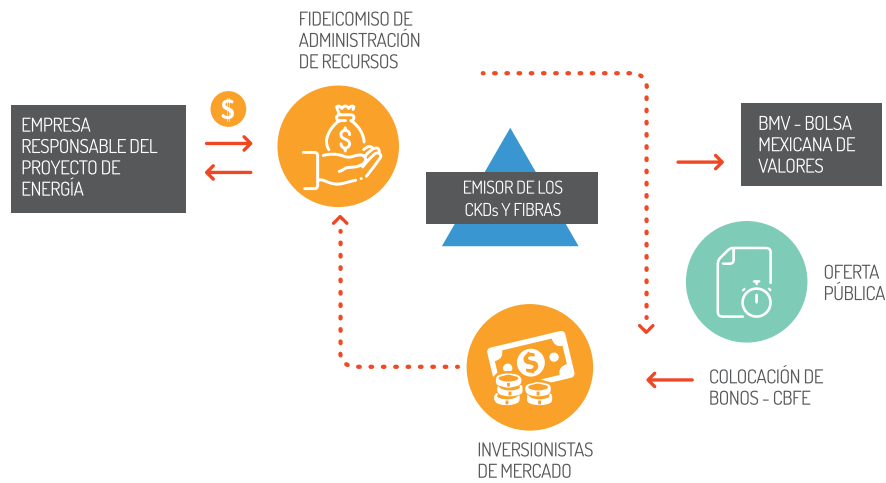 FIDEICOMISO DE
ADMINISTRACIÓN
DE RECURSOS
$
$
EMPRESA
RESPONSABLE DEL
PROYECTO DE
ENERGÍA
BMV - BOLSA
MEXICANA DE
VALORES
EMISOR DE LOS
CKDs Y FIBRAS
OFERTA
PÚBLICA
$
COLOCACIÓN DE
BONOS - CBFE
INVERSIONISTAS
DE MERCADO